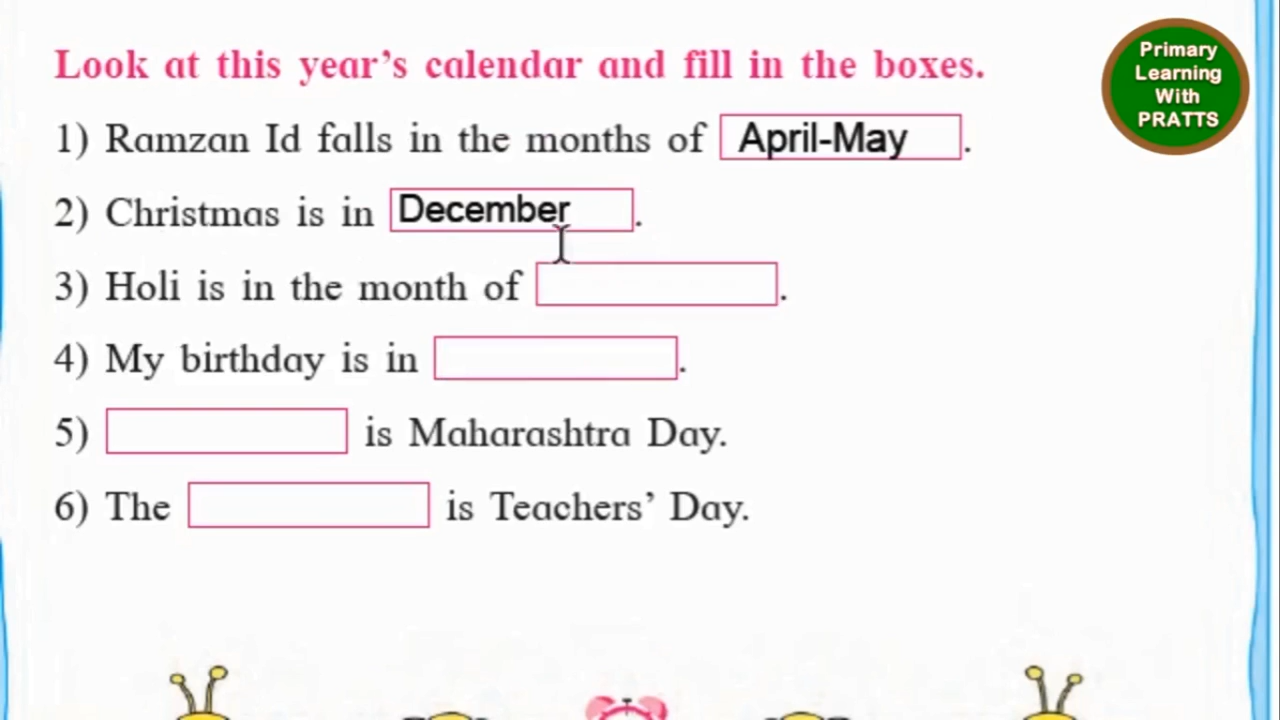 Look at this year's calendar and fill in the boxes.
Primary
Learning
With
PRATTS
1) Ramzan Id falls in the months of April-May .
2) Christmas is in December .
3) Holi is in the month of .
4) My birthday is in .
5) is Maharashtra Day.
6) The is Teachers' Day.